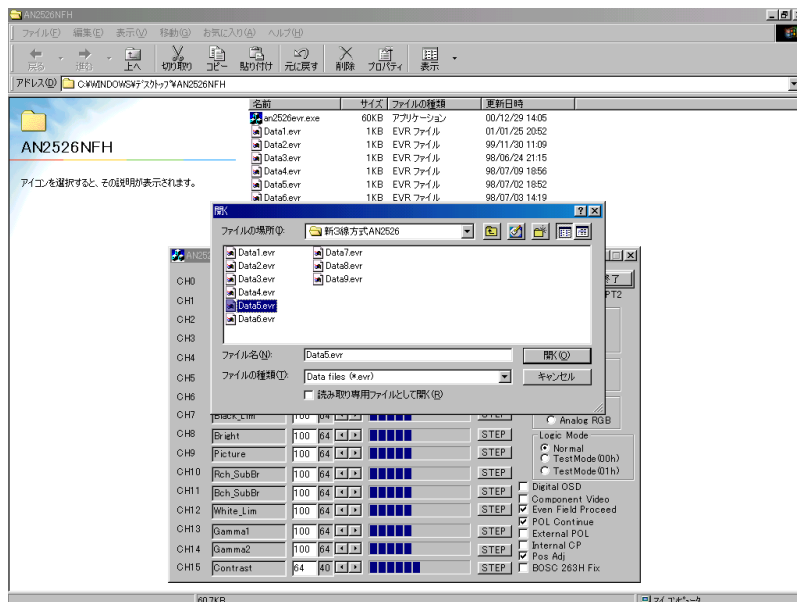 AN2526NFH
ファイル(F) 編集(E) 表示(V) 移動(G) お気に入り(A) ヘルプ(H)
戻る 進む 上へ 切り取り コピー 貼り付け 元に戻す 削除 プロパティ 表示
アドレス(D) C:¥WINDOWS¥ﾃﾞｽｸﾄｯﾌﾟ¥AN2526NFH
名前 サイズ ファイルの種類 更新日時
an2526evr.exe 60KB アプリケーション 00/12/29 14:05
Data1.evr 1KB EVR ファイル 01/01/25 20:52
Data2.evr 1KB EVR ファイル 99/11/30 11:09
Data3.evr 1KB EVR ファイル 98/06/24 21:15
Data4.evr 1KB EVR ファイル 98/07/09 18:56
Data5.evr 1KB EVR ファイル 98/07/02 18:52
Data6.evr 1KB EVR ファイル 98/07/03 14:19
AN2526NFH
アイコンを選択すると、その説明が表示されます。
開く
ファイルの場所(I): 新3線方式AN2526
Data1.evr Data7.evr
Data2.evr Data8.evr
Data3.evr Data9.evr
Data4.evr
Data5.evr
Data6.evr
ファイル名(N): Data5.evr 開く(O)
ファイルの種類(T): Data files (*.evr) キャンセル
読み取り専用ファイルとして開く(R)
AN252
CH0
CH1 PT2
CH2
CH3
CH4
CH5
CH6
CH7 Black_Lim 100 64 STEP Analog RGB
CH8 Bright 100 64 STEP Logic Mode
CH9 Picture 100 64 STEP Normal
TestMode(00h)
CH10 Rch_SubBr 100 64 STEP TestMode(01h)
CH11 Bch_SubBr 100 64 STEP Digital OSD
Component Video
CH12 White_Lim 100 64 STEP Even Field Proceed
POL Continue
CH13 Gamma1 100 64 STEP External POL
CH14 Gamma2 100 64 STEP Internal CP
Pos Adj
CH15 Contrast 64 40 STEP BOSC 263H Fix
60.7KB マイ コンピュータ